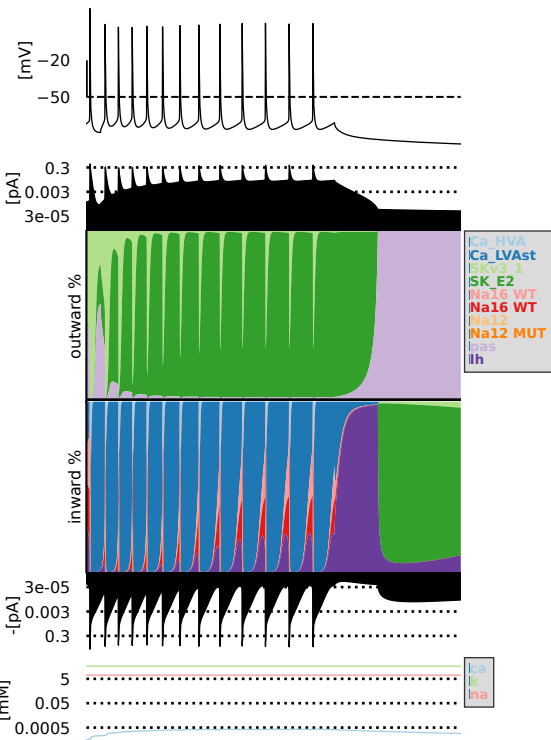 [mV]
−20
−50
[pA]
0.3
0.003
3e-05
outward %
Ca_HVA
Ca_LVAst
SKv3_1
SK_E2
Na16 WT
Na16 WT
Na12
Na12 MUT
pas
Ih
inward %
-[pA]
3e-05
0.003
0.3
[mM]
5
0.05
0.0005
ca
k
na